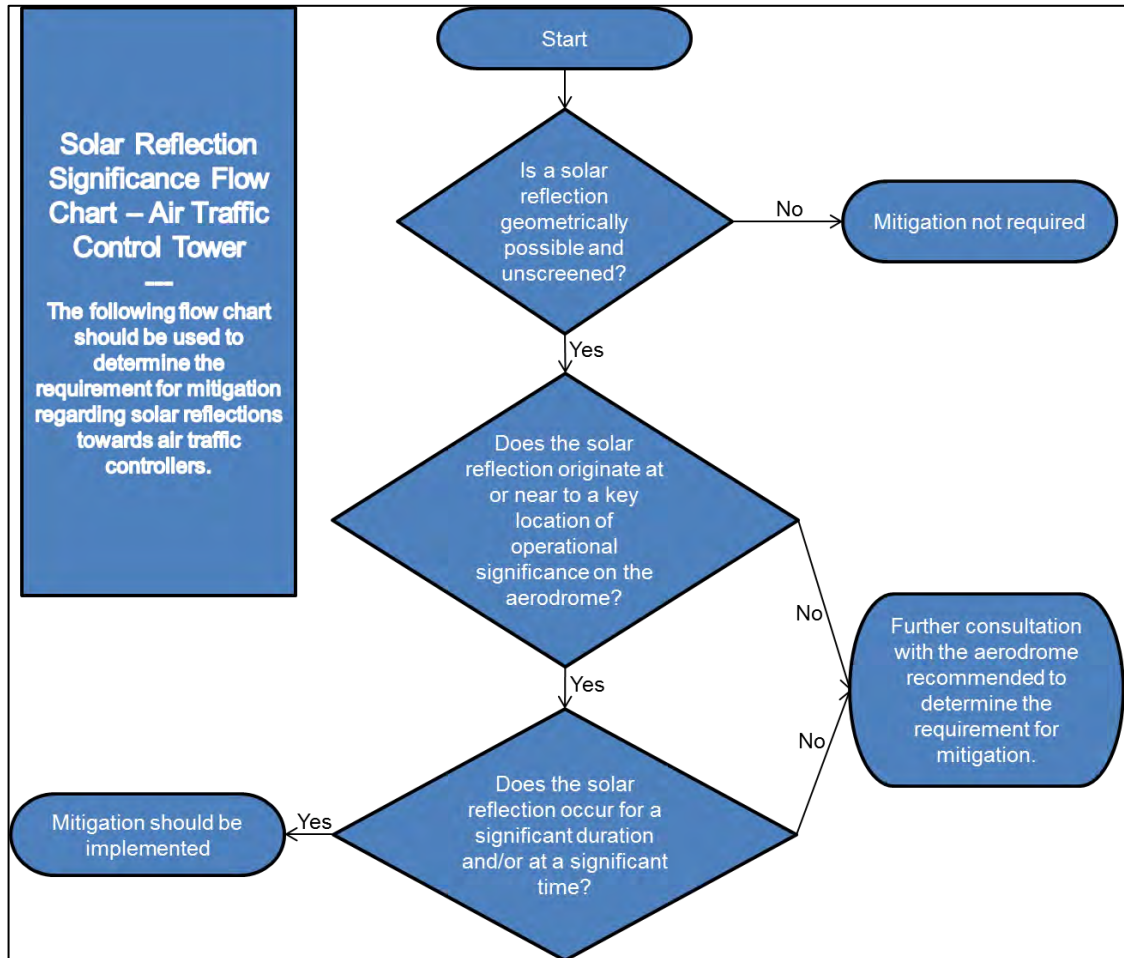 Solar Reflection
Significance Flow
Chart – Air Traffic
Control Tower
---
The following flow chart
should be used to
determine the
requirement for mitigation
regarding solar reflections
towards air traffic
controllers.
Start
Is a solar
reflection
geometrically
possible and
unscreened?
No
Mitigation not required
Yes
Does the solar
reflection originate at
or near to a key
location of
operational
significance on the
aerodrome?
No
Further consultation
with the aerodrome
recommended to
determine the
requirement for
mitigation.
Yes
No
Does the solar
reflection occur for a
significant duration
and/or at a significant
time?
Yes
Mitigation should be
implemented